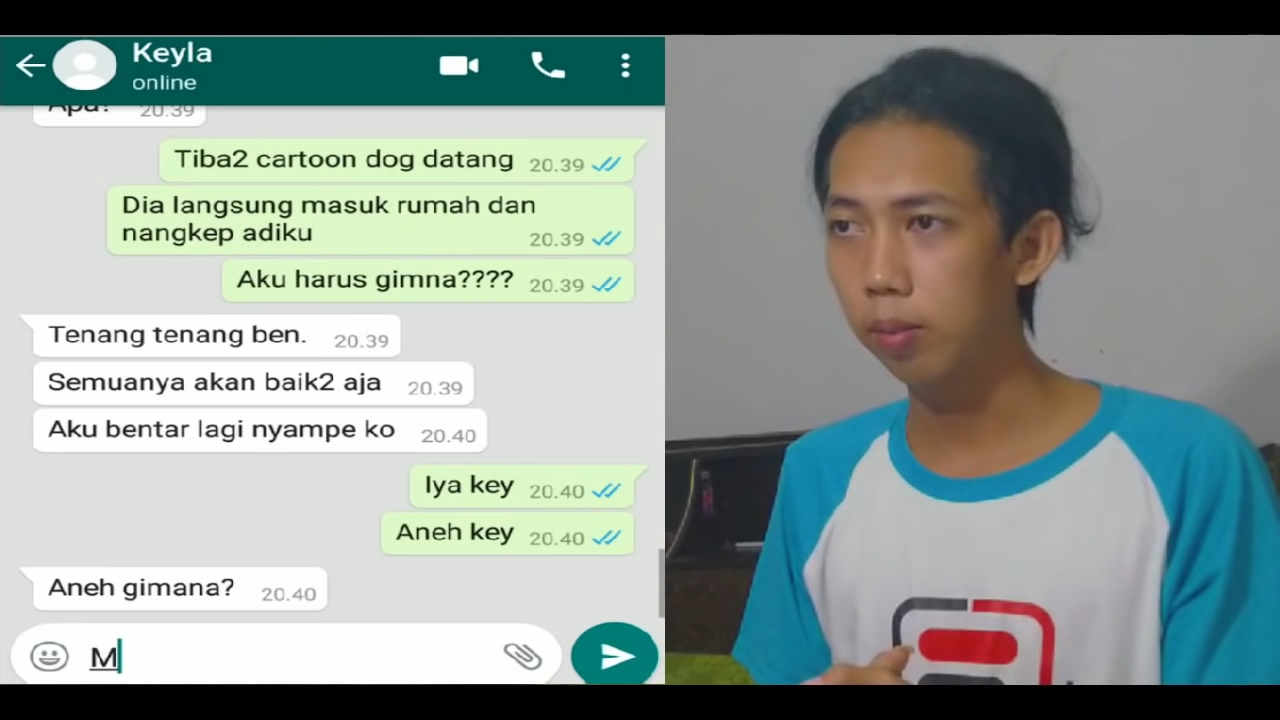 Keyla
online
Apa? 20.39
Tiba2 cartoon dog datang 20.39
Dia langsung masuk rumah dan
nangkep adiku 20.39
Aku harus gimna???? 20.39
Tenang tenang ben. 20.39
Semuanya akan baik2 aja 20.39
Aku bentar lagi nyampe ko 20.40
Iya key 20.40
Aneh key 20.40
Aneh gimana? 20.40
M